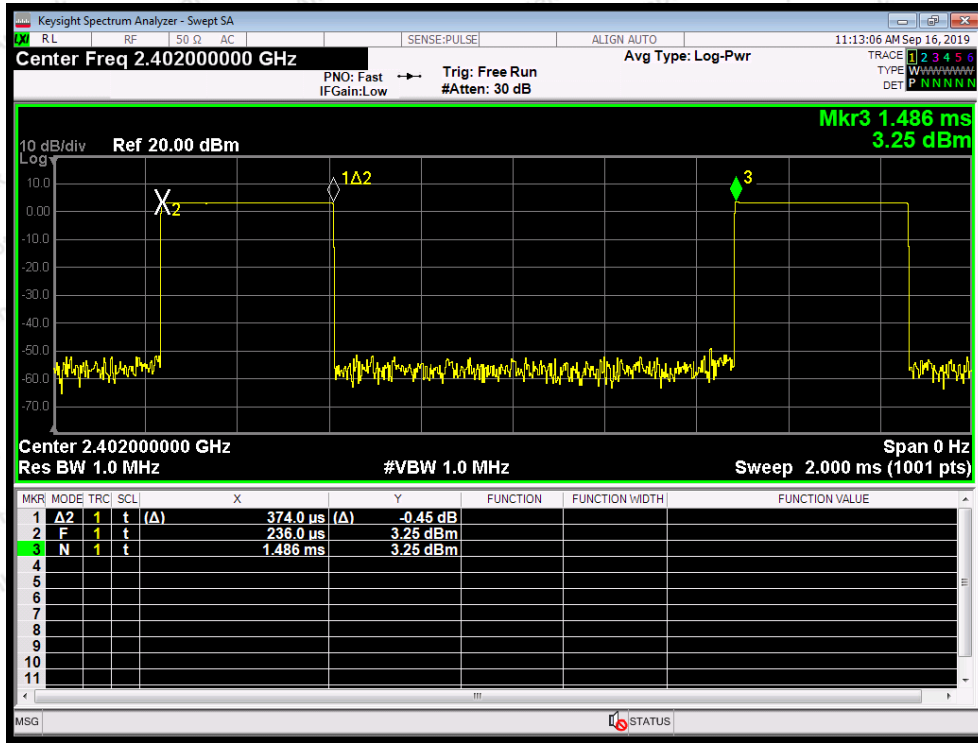 Keysight Spectrum Analyzer - Swept SA
LXI RL RF 50 Ω AC SENSE:PULSE ALIGN AUTO 11:13:06 AM Sep 16, 2019
Center Freq 2.402000000 GHz Avg Type: Log-Pwr TRACE 1 2 3 4 5 6
PNO: Fast Trig: Free Run TYPE WWWWWW
IFGain:Low #Atten: 30 dB DET P N N N N N
Mkr3 1.486 ms
10 dB/div Ref 20.00 dBm 3.25 dBm
Log
10.0
0.00
-10.0
-20.0
-30.0
-40.0
-50.0
-60.0
-70.0
X2 1Δ2 3
Center 2.402000000 GHz Span 0 Hz
Res BW 1.0 MHz #VBW 1.0 MHz Sweep 2.000 ms (1001 pts)
MKR MODE TRC SCL X Y FUNCTION FUNCTION WIDTH FUNCTION VALUE
1 Δ2 1 t (Δ) 374.0 µs (Δ) -0.45 dB
2 F 1 t 236.0 µs 3.25 dBm
3 N 1 t 1.486 ms 3.25 dBm
4
5
6
7
8
9
10
11
MSG STATUS